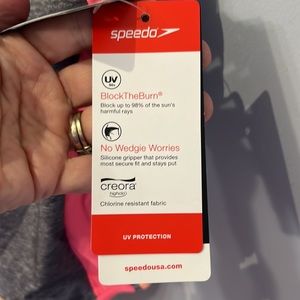 speedo
UV
BlockTheBurn®
Block up to 98% of the sun's
harmful rays
No Wedgie Worries
Silicone gripper that provides
most secure fit and stays put
creora
highclo
Chlorine resistant fabric
UV PROTECTION
speedousa.com